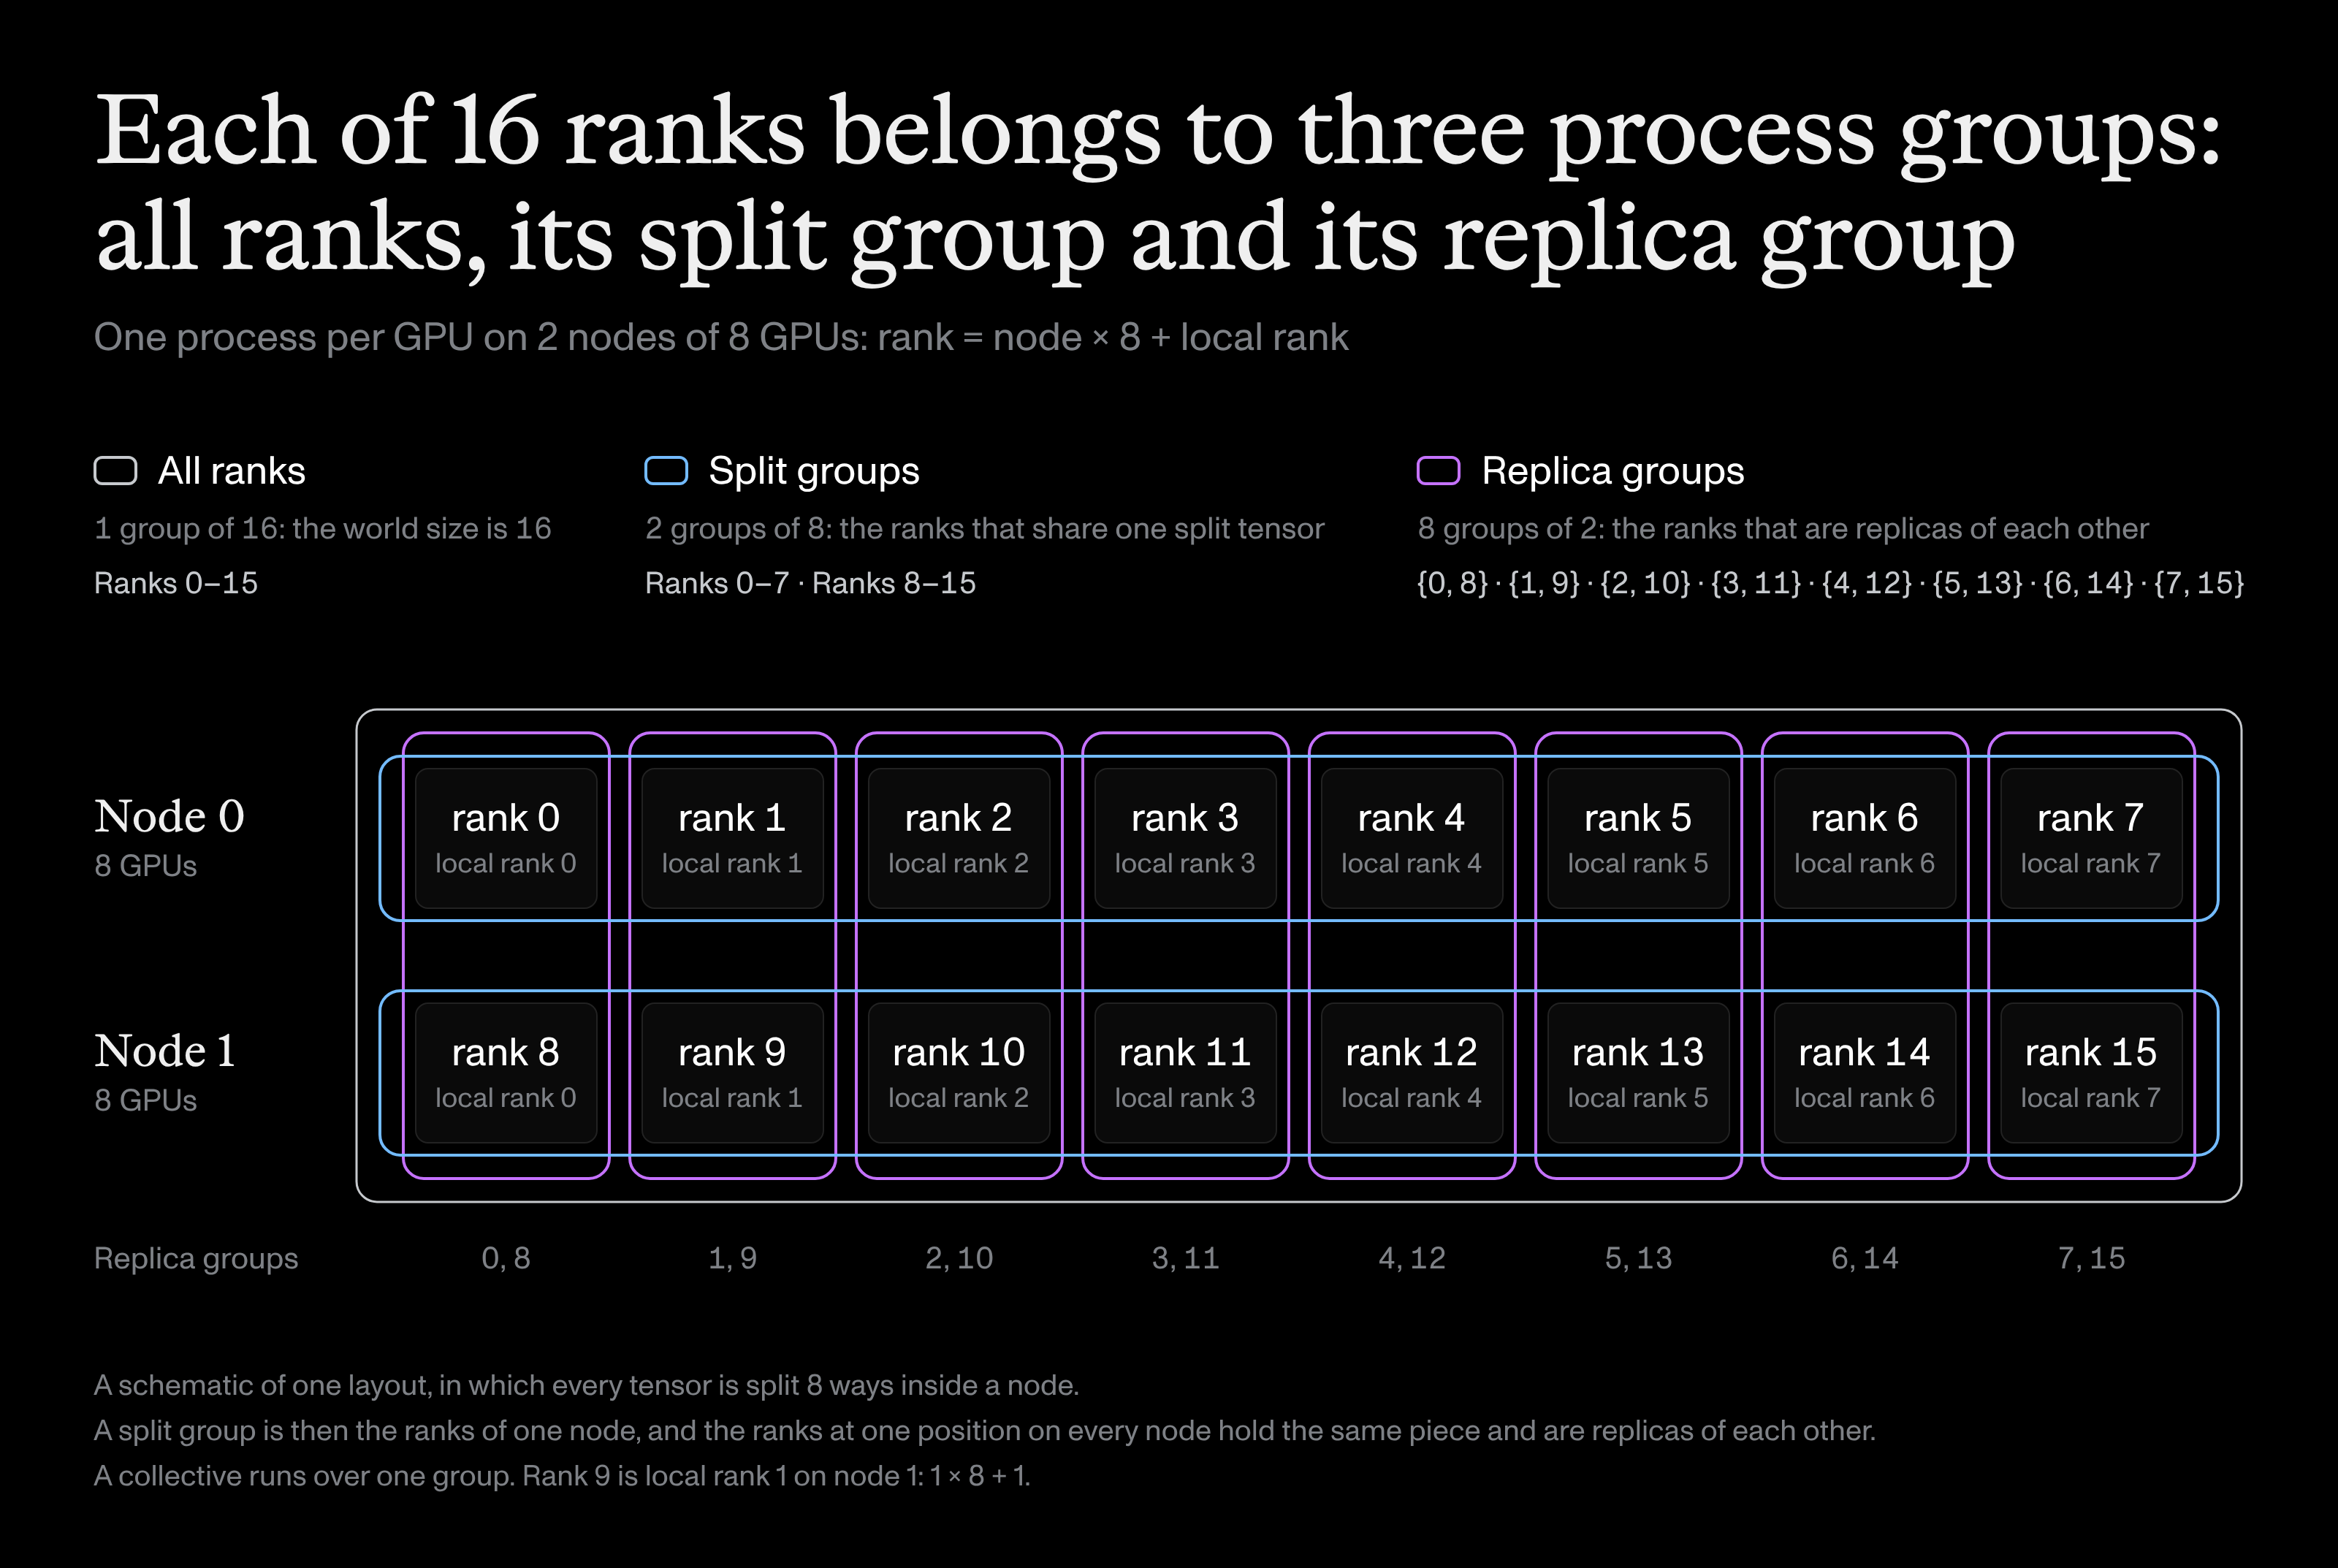 Each of 16 ranks belongs to three process groups:
all ranks, its split group and its replica group
One process per GPU on 2 nodes of 8 GPUs: rank = node × 8 + local rank
All ranks
1 group of 16: the world size is 16
Ranks 0–15
Split groups
2 groups of 8: the ranks that share one split tensor
Ranks 0–7 · Ranks 8–15
Replica groups
8 groups of 2: the ranks that are replicas of each other
{0, 8} · {1, 9} · {2, 10} · {3, 11} · {4, 12} · {5, 13} · {6, 14} · {7, 15}
Node 0
8 GPUs
rank 0
local rank 0
rank 1
local rank 1
rank 2
local rank 2
rank 3
local rank 3
rank 4
local rank 4
rank 5
local rank 5
rank 6
local rank 6
rank 7
local rank 7
Node 1
8 GPUs
rank 8
local rank 0
rank 9
local rank 1
rank 10
local rank 2
rank 11
local rank 3
rank 12
local rank 4
rank 13
local rank 5
rank 14
local rank 6
rank 15
local rank 7
Replica groups
0, 8
1, 9
2, 10
3, 11
4, 12
5, 13
6, 14
7, 15
A schematic of one layout, in which every tensor is split 8 ways inside a node.
A split group is then the ranks of one node, and the ranks at one position on every node hold the same piece and are replicas of each other.
A collective runs over one group. Rank 9 is local rank 1 on node 1: 1 × 8 + 1.